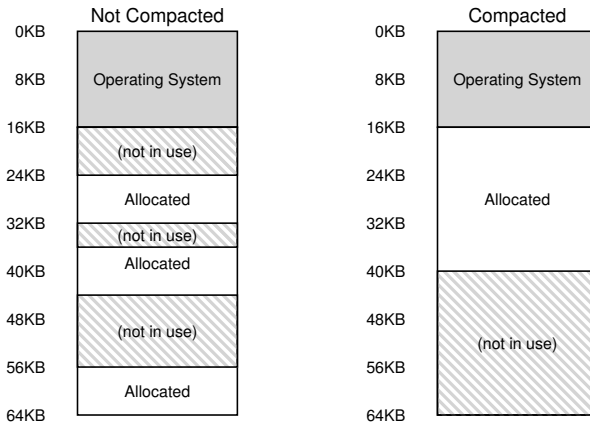 Not Compacted
0KB
8KB
16KB
24KB
32KB
40KB
48KB
56KB
64KB
Operating System
(not in use)
Allocated
(not in use)
Allocated
(not in use)
Allocated
Compacted
0KB
8KB
16KB
24KB
32KB
40KB
48KB
56KB
64KB
Operating System
Allocated
(not in use)